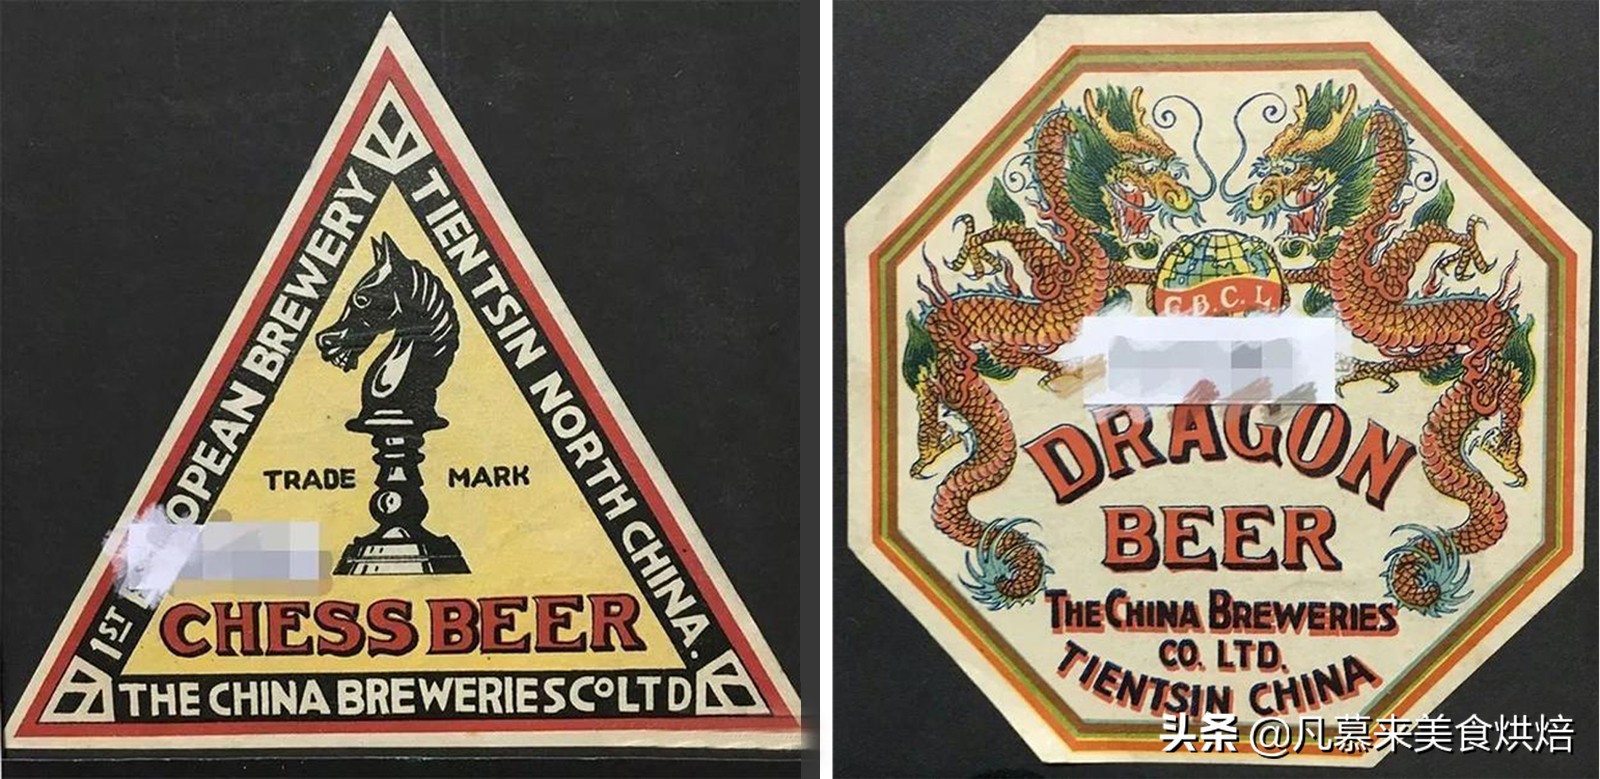 1ST
OPEAN BREWERY
TIENTSIN NORTH CHINA.
TRADE MARK
CHESS BEER
THE CHINA BREWERIES Co LTD
C.B.C.L
DRAGON
BEER
THE CHINA BREWERIES
CO. LTD.
TIENTSIN CHINA
头条 @凡慕来美食烘焙